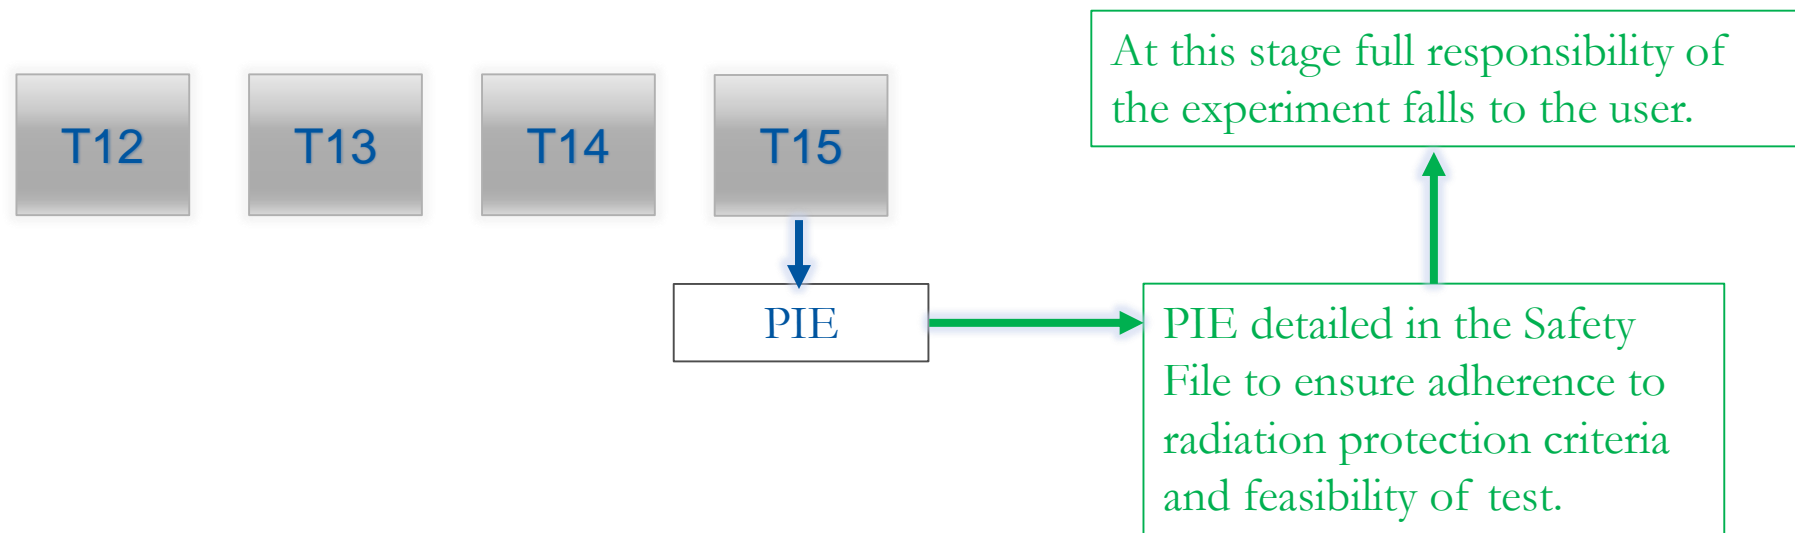 At this stage full responsibility of
the experiment falls to the user.
T12
T13
T14
T15
PIE
PIE detailed in the Safety
File to ensure adherence to
radiation protection criteria
and feasibility of test.